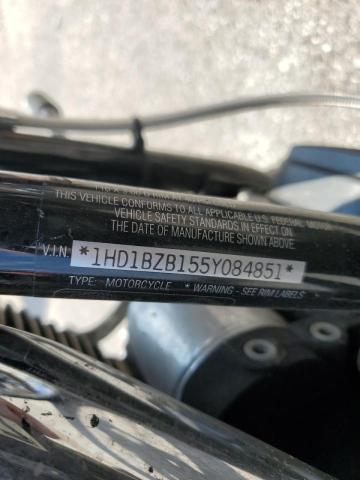 THIS VEHICLE CONFORMS TO ALL APPLICABLE U.S. FEDERAL MOTOR
VEHICLE SAFETY STANDARDS IN EFFECT ON
THE DATE OF MANUFACTURE SHOWN ABOVE.
V.I.N. *1HD1BZB155Y084851*
TYPE: MOTORCYCLE * WARNING - SEE RIM LABELS